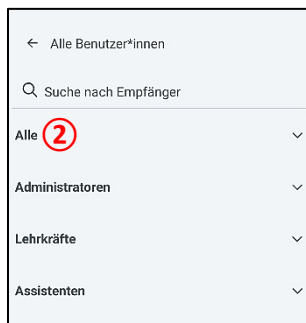 ← Alle Benutzer*innen
Suche nach Empfänger
Alle ②
Administratoren
Lehrkräfte
Assistenten